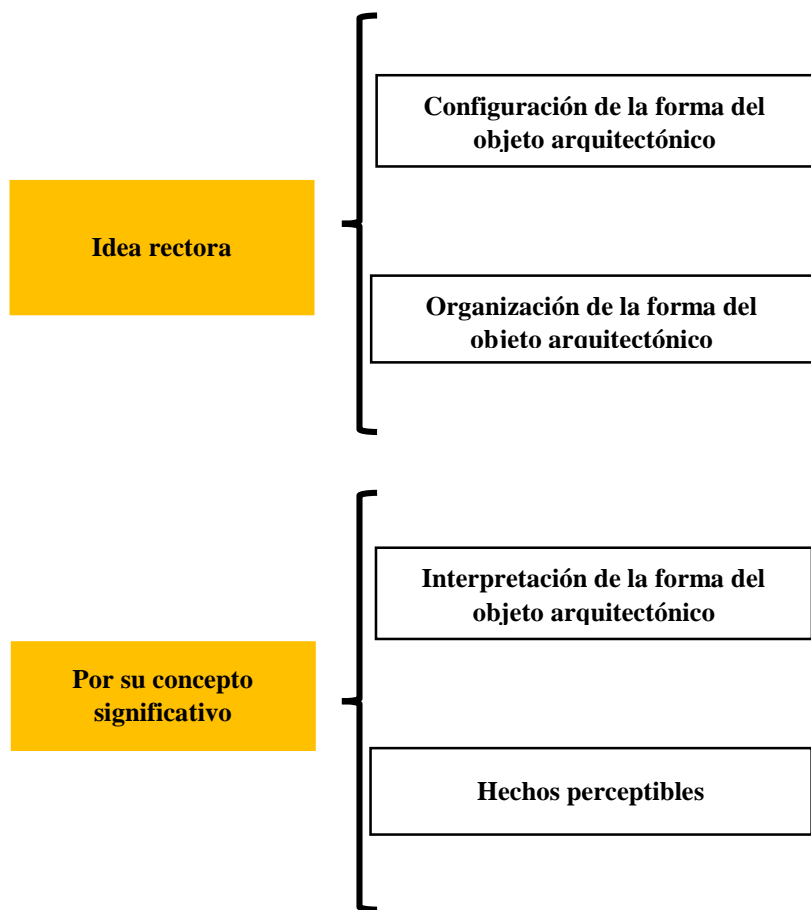 Configuración de la forma del
objeto arquitectónico
Idea rectora
Organización de la forma del
objeto arquitectónico
Interpretación de la forma del
objeto arquitectónico
Por su concepto
significativo
Hechos perceptibles